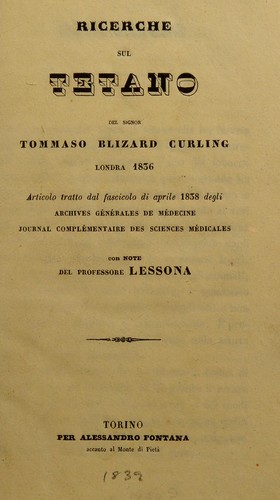 RICERCHE
SUL
TETANO
DEL SIGNOR
TOMMASO BLIZARD CURLING
LONDRA 1836
Articolo tratto dal fascicolo di aprile 1838 degli
ARCHIVES GÉNÉRALES DE MÉDECINE
JOURNAL COMPLÉMENTAIRE DES SCIENCES MÉDICALES
con NOTE
DEL PROFESSORE LESSONA
TORINO
PER ALESSANDRO FONTANA
accanto al Monte di Pietà
1839